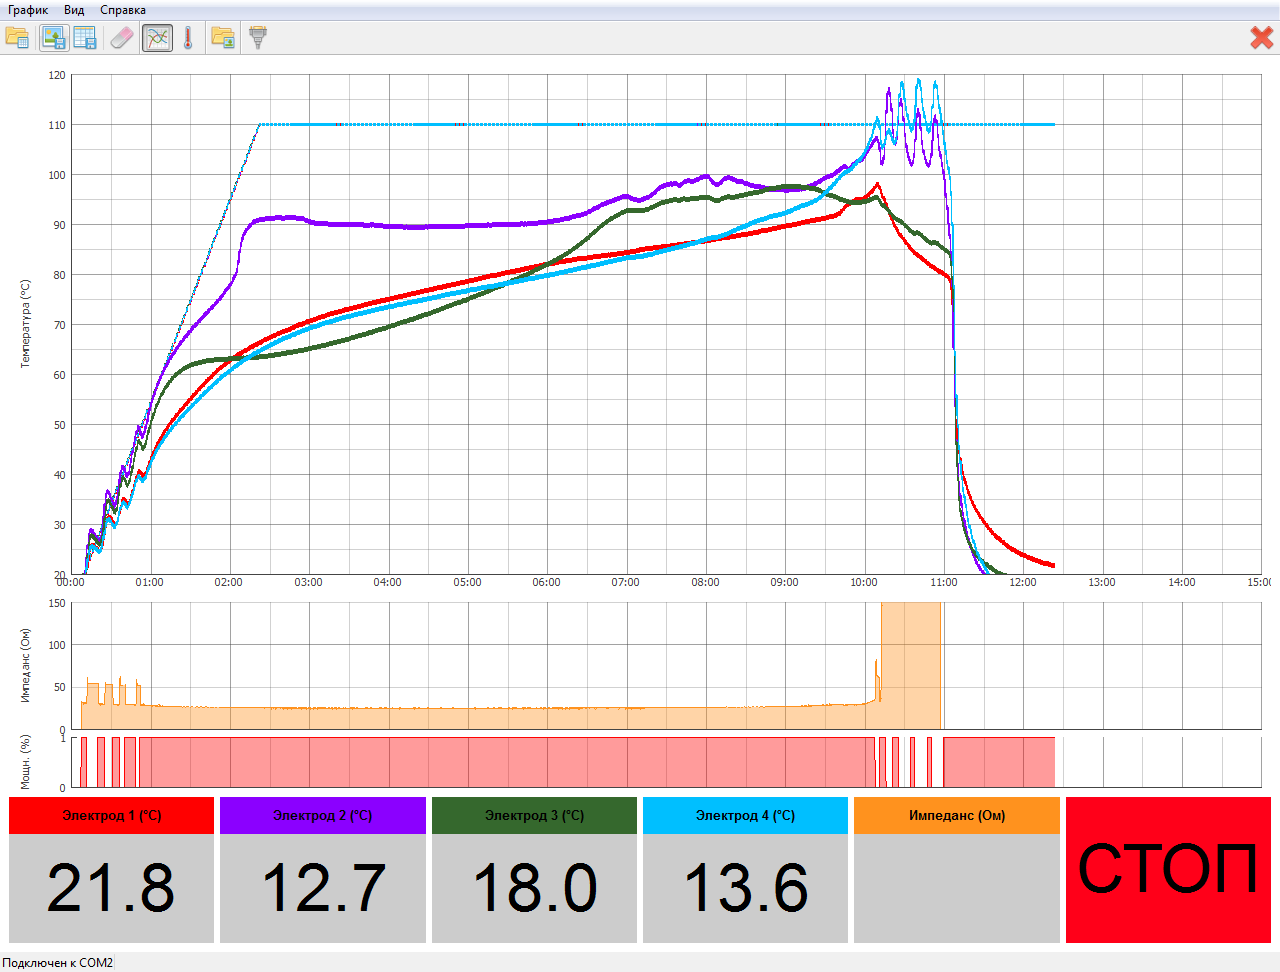 График Вид Справка
120
110
100
90
80
70
60
50
40
30
20
Температура (°C)
00:00 01:00 02:00 03:00 04:00 05:00 06:00 07:00 08:00 09:00 10:00 11:00 12:00 13:00 14:00 15:00
150
100
50
0
Импеданс (Ом)
1
0
Мощн. (%)
Электрод 1 (°C) Электрод 2 (°C) Электрод 3 (°C) Электрод 4 (°C) Импеданс (Ом)
21.8 12.7 18.0 13.6 СТОП
Подключен к COM2